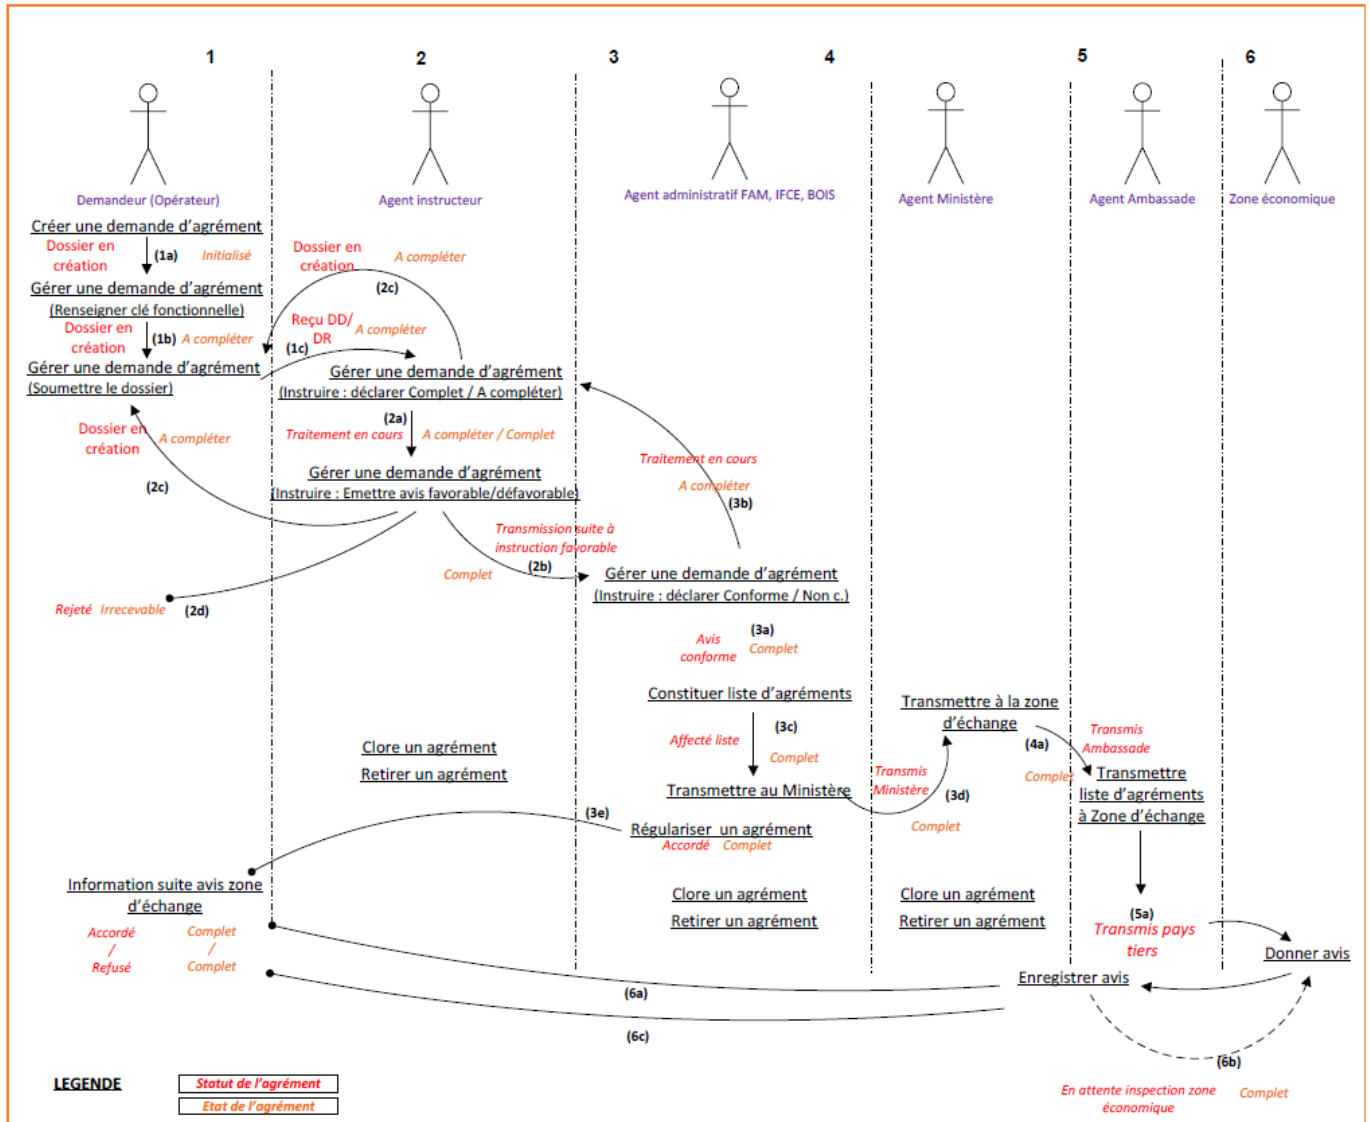 1
2
3
4
5
6
Demandeur (Opérateur)
Agent instructeur
Agent administratif FAM, IFCE, BOIS
Agent Ministère
Agent Ambassade
Zone économique
Créer une demande d'agrément
Dossier en
création
(1a)
Initialisé
Gérer une demande d'agrément
(Renseigner clé fonctionnelle)
Dossier en
création
(1b)
A compléter
Gérer une demande d'agrément
(Soumettre le dossier)
Dossier en
création
A compléter
(2c)
Dossier en
création
A compléter
(2c)
Reçu DD/
DR
A compléter
(1c)
Gérer une demande d'agrément
(Instruire : déclarer Complet / A compléter)
(2a)
Traitement en cours
A compléter / Complet
Gérer une demande d'agrément
(Instruire : Emettre avis favorable/défavorable)
Transmission suite à
instruction favorable
Complet
(2b)
Rejeté
Irrecevable
(2d)
Traitement en cours
A compléter
(3b)
Gérer une demande d'agrément
(Instruire : déclarer Conforme / Non c.)
(3a)
Avis
conforme
Complet
Constituer liste d'agréments
(3c)
Affecté liste
Complet
Transmettre au Ministère
Transmis
Ministère
(3d)
Complet
Transmettre à la zone
d'échange
(4a)
Transmis
Ambassade
Complet
Transmettre
liste d'agréments
à Zone d'échange
Clore un agrément
Retirer un agrément
(3e)
Régulariser un agrément
Accordé
Complet
Clore un agrément
Retirer un agrément
Clore un agrément
Retirer un agrément
(5a)
Transmis pays
tiers
Donner avis
Information suite avis zone
d'échange
Accordé
/
Refusé
Complet
/
Complet
Enregistrer avis
(6a)
(6c)
(6b)
En attente inspection zone
économique
Complet
LEGENDE
Statut de l'agrément
Etat de l'agrément